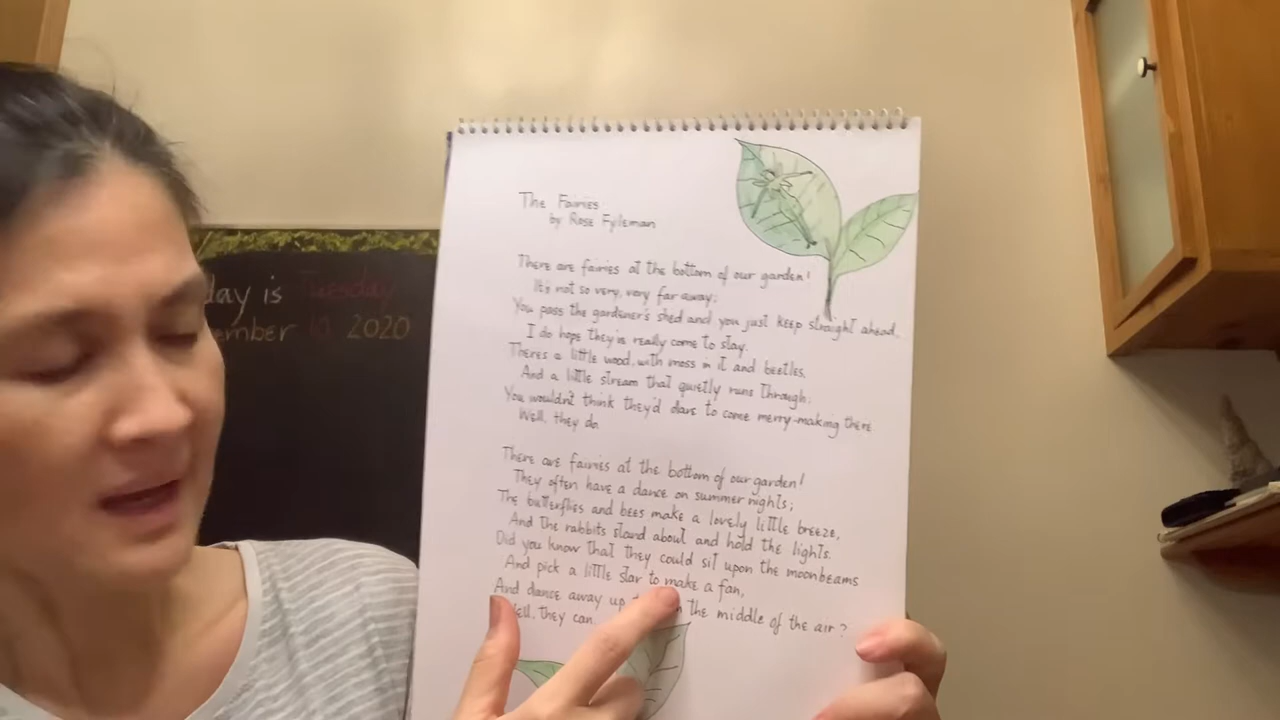 day is Tuesday
ember 2020
The Fairies
by Rose Fyleman
There are fairies at the bottom of our garden!
It's not so very, very far away;
You pass the gardener's shed and you just keep straight ahead,
I do hope they is really come to stay.
Theres a little wood, with moss in it and beetles,
And a little stream that quietly runs through;
You wouldn't think they'd dare to come merry-making there
Well, they do.
There are fairies at the bottom of our garden!
They often have a dance on summer nights;
The butterflies and bees make a lovely little breeze,
And the rabbits stand about and hold the lights.
Did you know that they could sit upon the moonbeams
And pick a little star to make a fan,
And dance away up the middle of the air?
Well, they can.